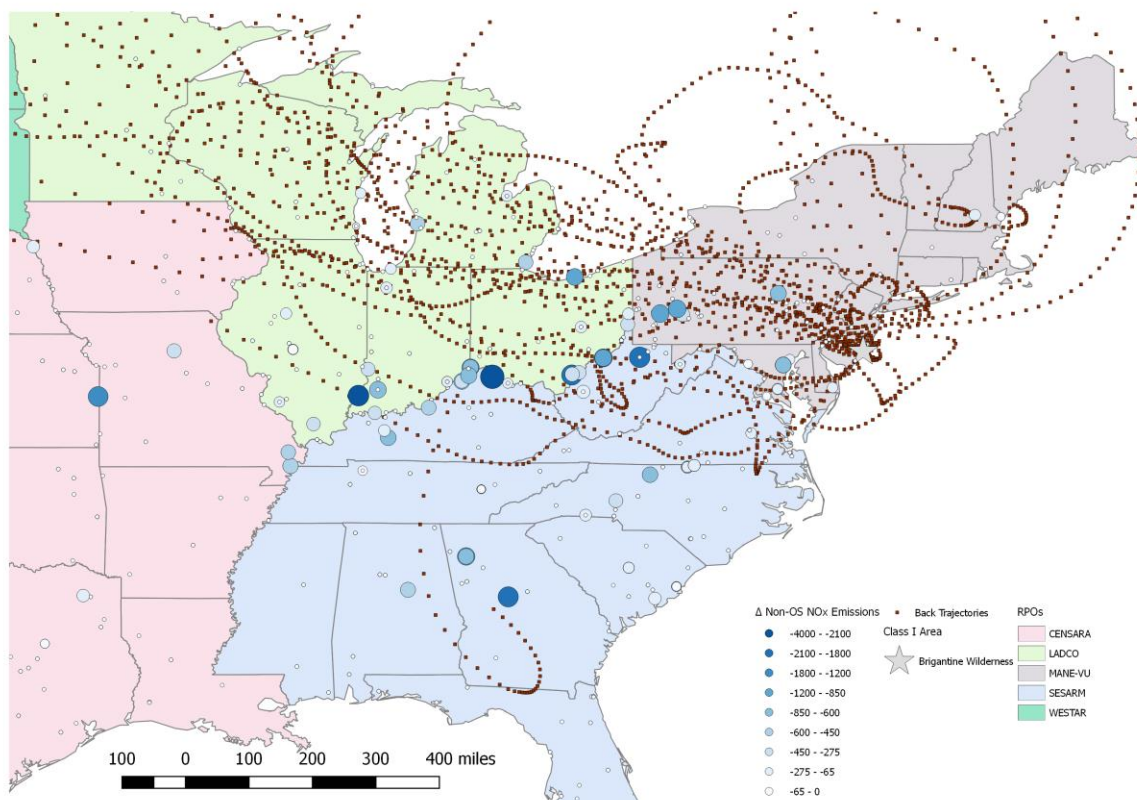 Δ Non-OS NOx Emissions
-4000 - -2100
-2100 - -1800
-1800 - -1200
-1200 - -850
-850 - -600
-600 - -450
-450 - -275
-275 - -65
-65 - 0
Back Trajectories
Class I Area
Brigantine Wilderness
RPOs
CENSARA
LADCO
MANE-VU
SESARM
WESTAR
100 0 100 200 300 400 miles